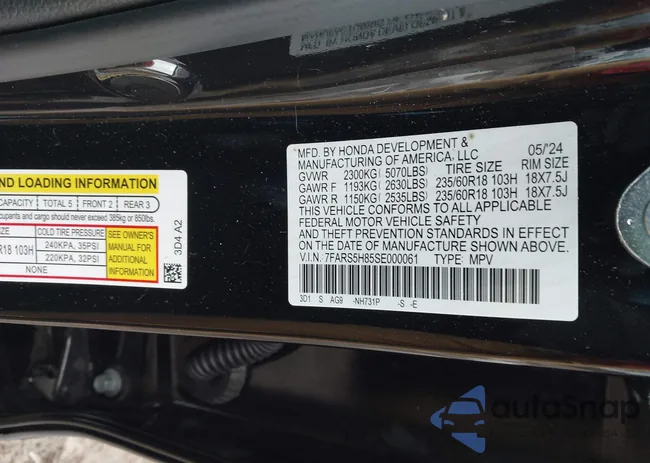 MFD. BY HONDA DEVELOPMENT &
MANUFACTURING OF AMERICA, LLC 05/'24
GVWR 2300KG( 5070LBS) TIRE SIZE RIM SIZE
GAWR F 1193KG( 2630LBS) 235/60R18 103H 18X7.5J
GAWR R 1150KG( 2535LBS) 235/60R18 103H 18X7.5J
THIS VEHICLE CONFORMS TO ALL APPLICABLE
FEDERAL MOTOR VEHICLE SAFETY
AND THEFT PREVENTION STANDARDS IN EFFECT
ON THE DATE OF MANUFACTURE SHOWN ABOVE.
V.I.N.: 7FARS5H85SE000061 TYPE: MPV
3D1 S AG9 -NH731P -S -E
ND LOADING INFORMATION
CAPACITY TOTAL 5 FRONT 2 REAR 3
cupants and cargo should never exceed 385kg or 850lbs.
COLD TIRE PRESSURE
R18 103H 240KPA, 35PSI
220KPA, 32PSI
NONE
SEE OWNER'S
MANUAL FOR
ADDITIONAL
INFORMATION
3D4 A2
autoSnap